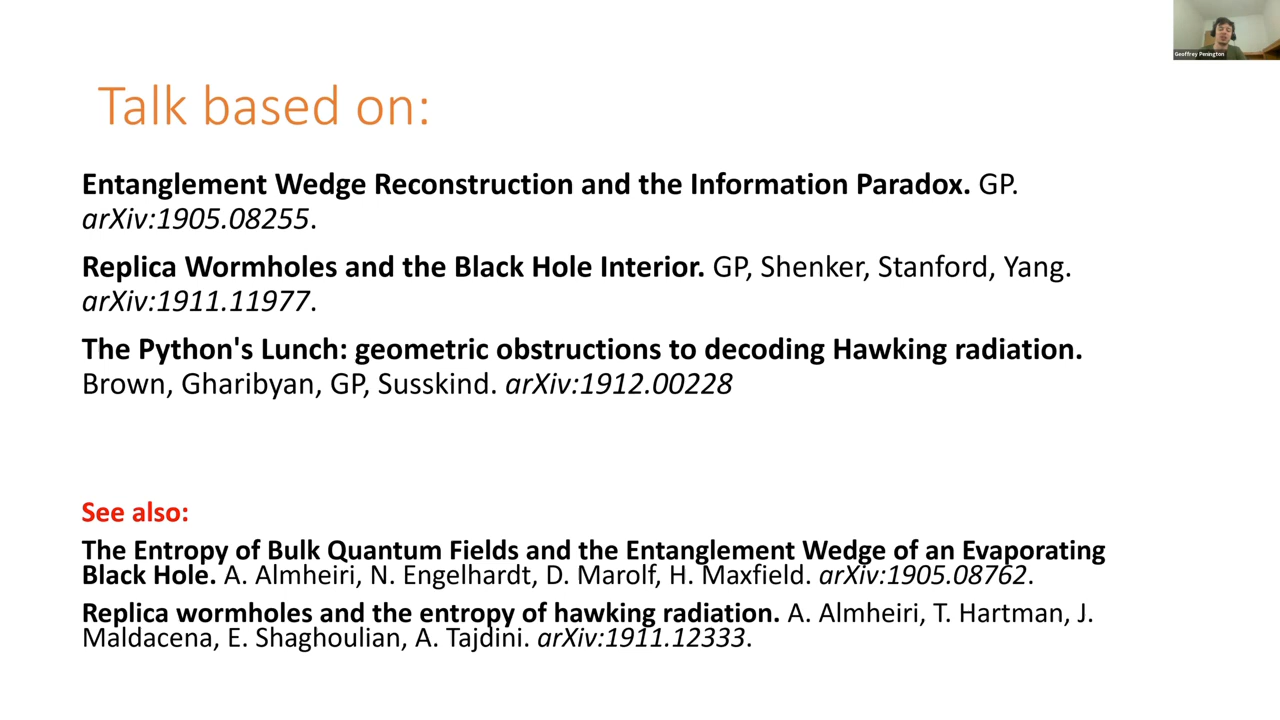 Geoffrey Penington
Talk based on:
Entanglement Wedge Reconstruction and the Information Paradox. GP.
arXiv:1905.08255.
Replica Wormholes and the Black Hole Interior. GP, Shenker, Stanford, Yang.
arXiv:1911.11977.
The Python's Lunch: geometric obstructions to decoding Hawking radiation.
Brown, Gharibyan, GP, Susskind. arXiv:1912.00228
See also:
The Entropy of Bulk Quantum Fields and the Entanglement Wedge of an Evaporating
Black Hole. A. Almheiri, N. Engelhardt, D. Marolf, H. Maxfield. arXiv:1905.08762.
Replica wormholes and the entropy of hawking radiation. A. Almheiri, T. Hartman, J.
Maldacena, E. Shaghoulian, A. Tajdini. arXiv:1911.12333.